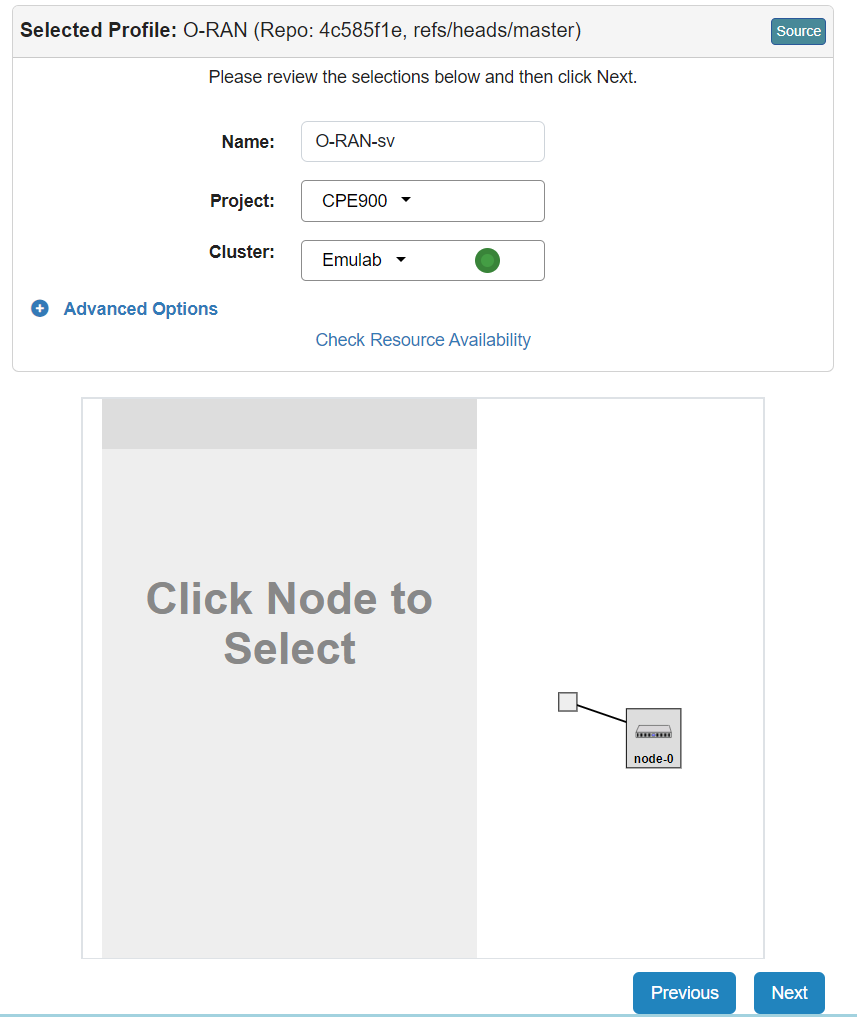 Selected Profile: O-RAN (Repo: 4c585f1e, refs/heads/master)
Source
Please review the selections below and then click Next.
Name:
O-RAN-sv
Project:
CPE900
Cluster:
Emulab
Advanced Options
Check Resource Availability
Click Node to
Select
node-0
Previous
Next